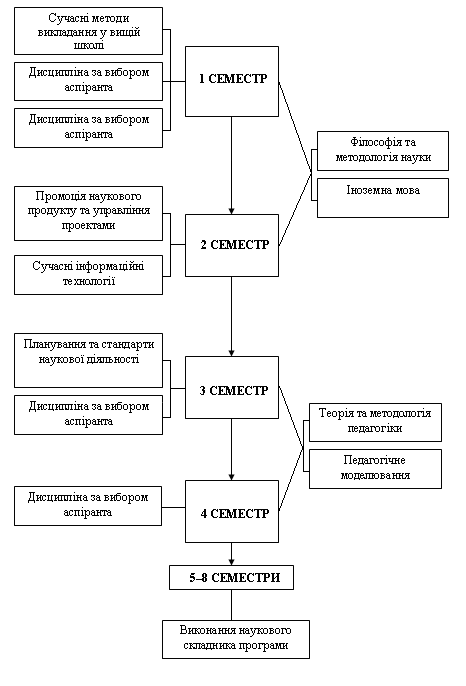 Сучасні методи
викладання у вищій
школі
Дисципліна за вибором
аспіранта
Дисципліна за вибором
аспіранта
1 СЕМЕСТР
Філософія та
методологія науки
Іноземна мова
Промоція наукового
продукту та управління
проектами
Сучасні інформаційні
технології
2 СЕМЕСТР
Планування та стандарти
наукової діяльності
Дисципліна за вибором
аспіранта
3 СЕМЕСТР
Теорія та методологія
педагогіки
Педагогічне
моделювання
Дисципліна за вибором
аспіранта
4 СЕМЕСТР
5–8 СЕМЕСТРИ
Виконання наукового
складника програми